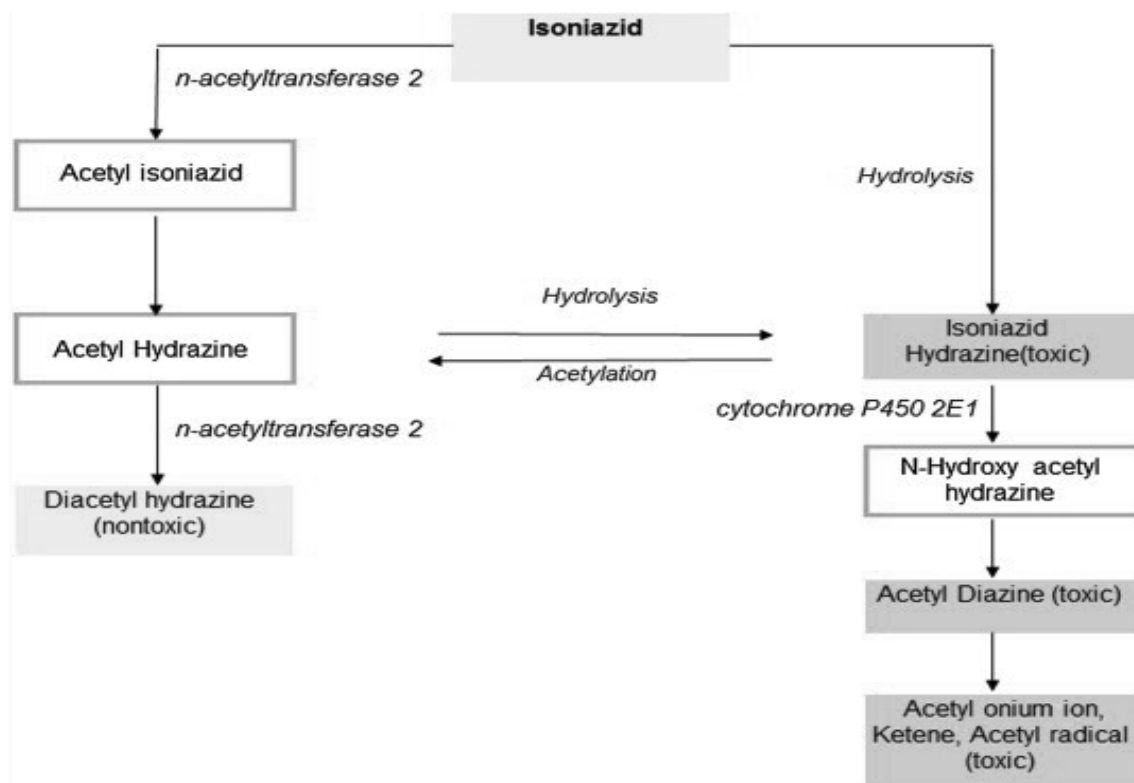 Isoniazid
n-acetyltransferase 2
Acetyl isoniazid
Hydrolysis
Hydrolysis
Acetyl Hydrazine
Acetylation
Isoniazid
Hydrazine(toxic)
n-acetyltransferase 2
cytochrome P450 2E1
Diacetyl hydrazine
(nontoxic)
N-Hydroxy acetyl
hydrazine
Acetyl Diazine (toxic)
Acetyl onium ion,
Ketene, Acetyl radical
(toxic)